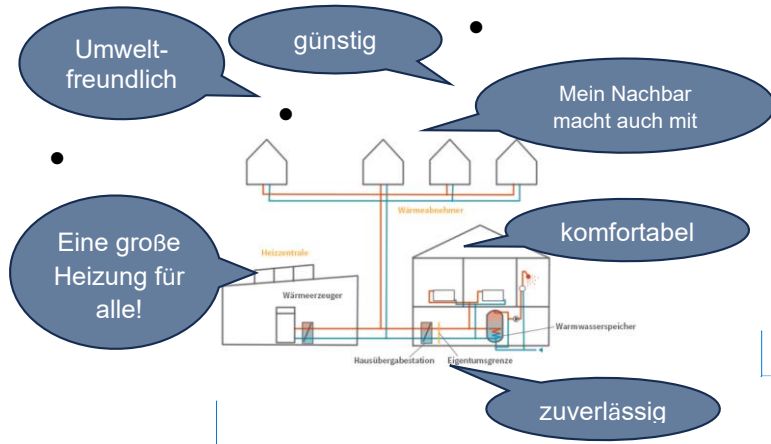 Umwelt-
freundlich
günstig
Mein Nachbar
macht auch mit
Wärmeabnehmer
Eine große
Heizung für
alle!
komfortabel
Heizzentrale
Wärmeerzeuger
Warmwasserspeicher
Hausübergabestation
Eigentumsgrenze
zuverlässig